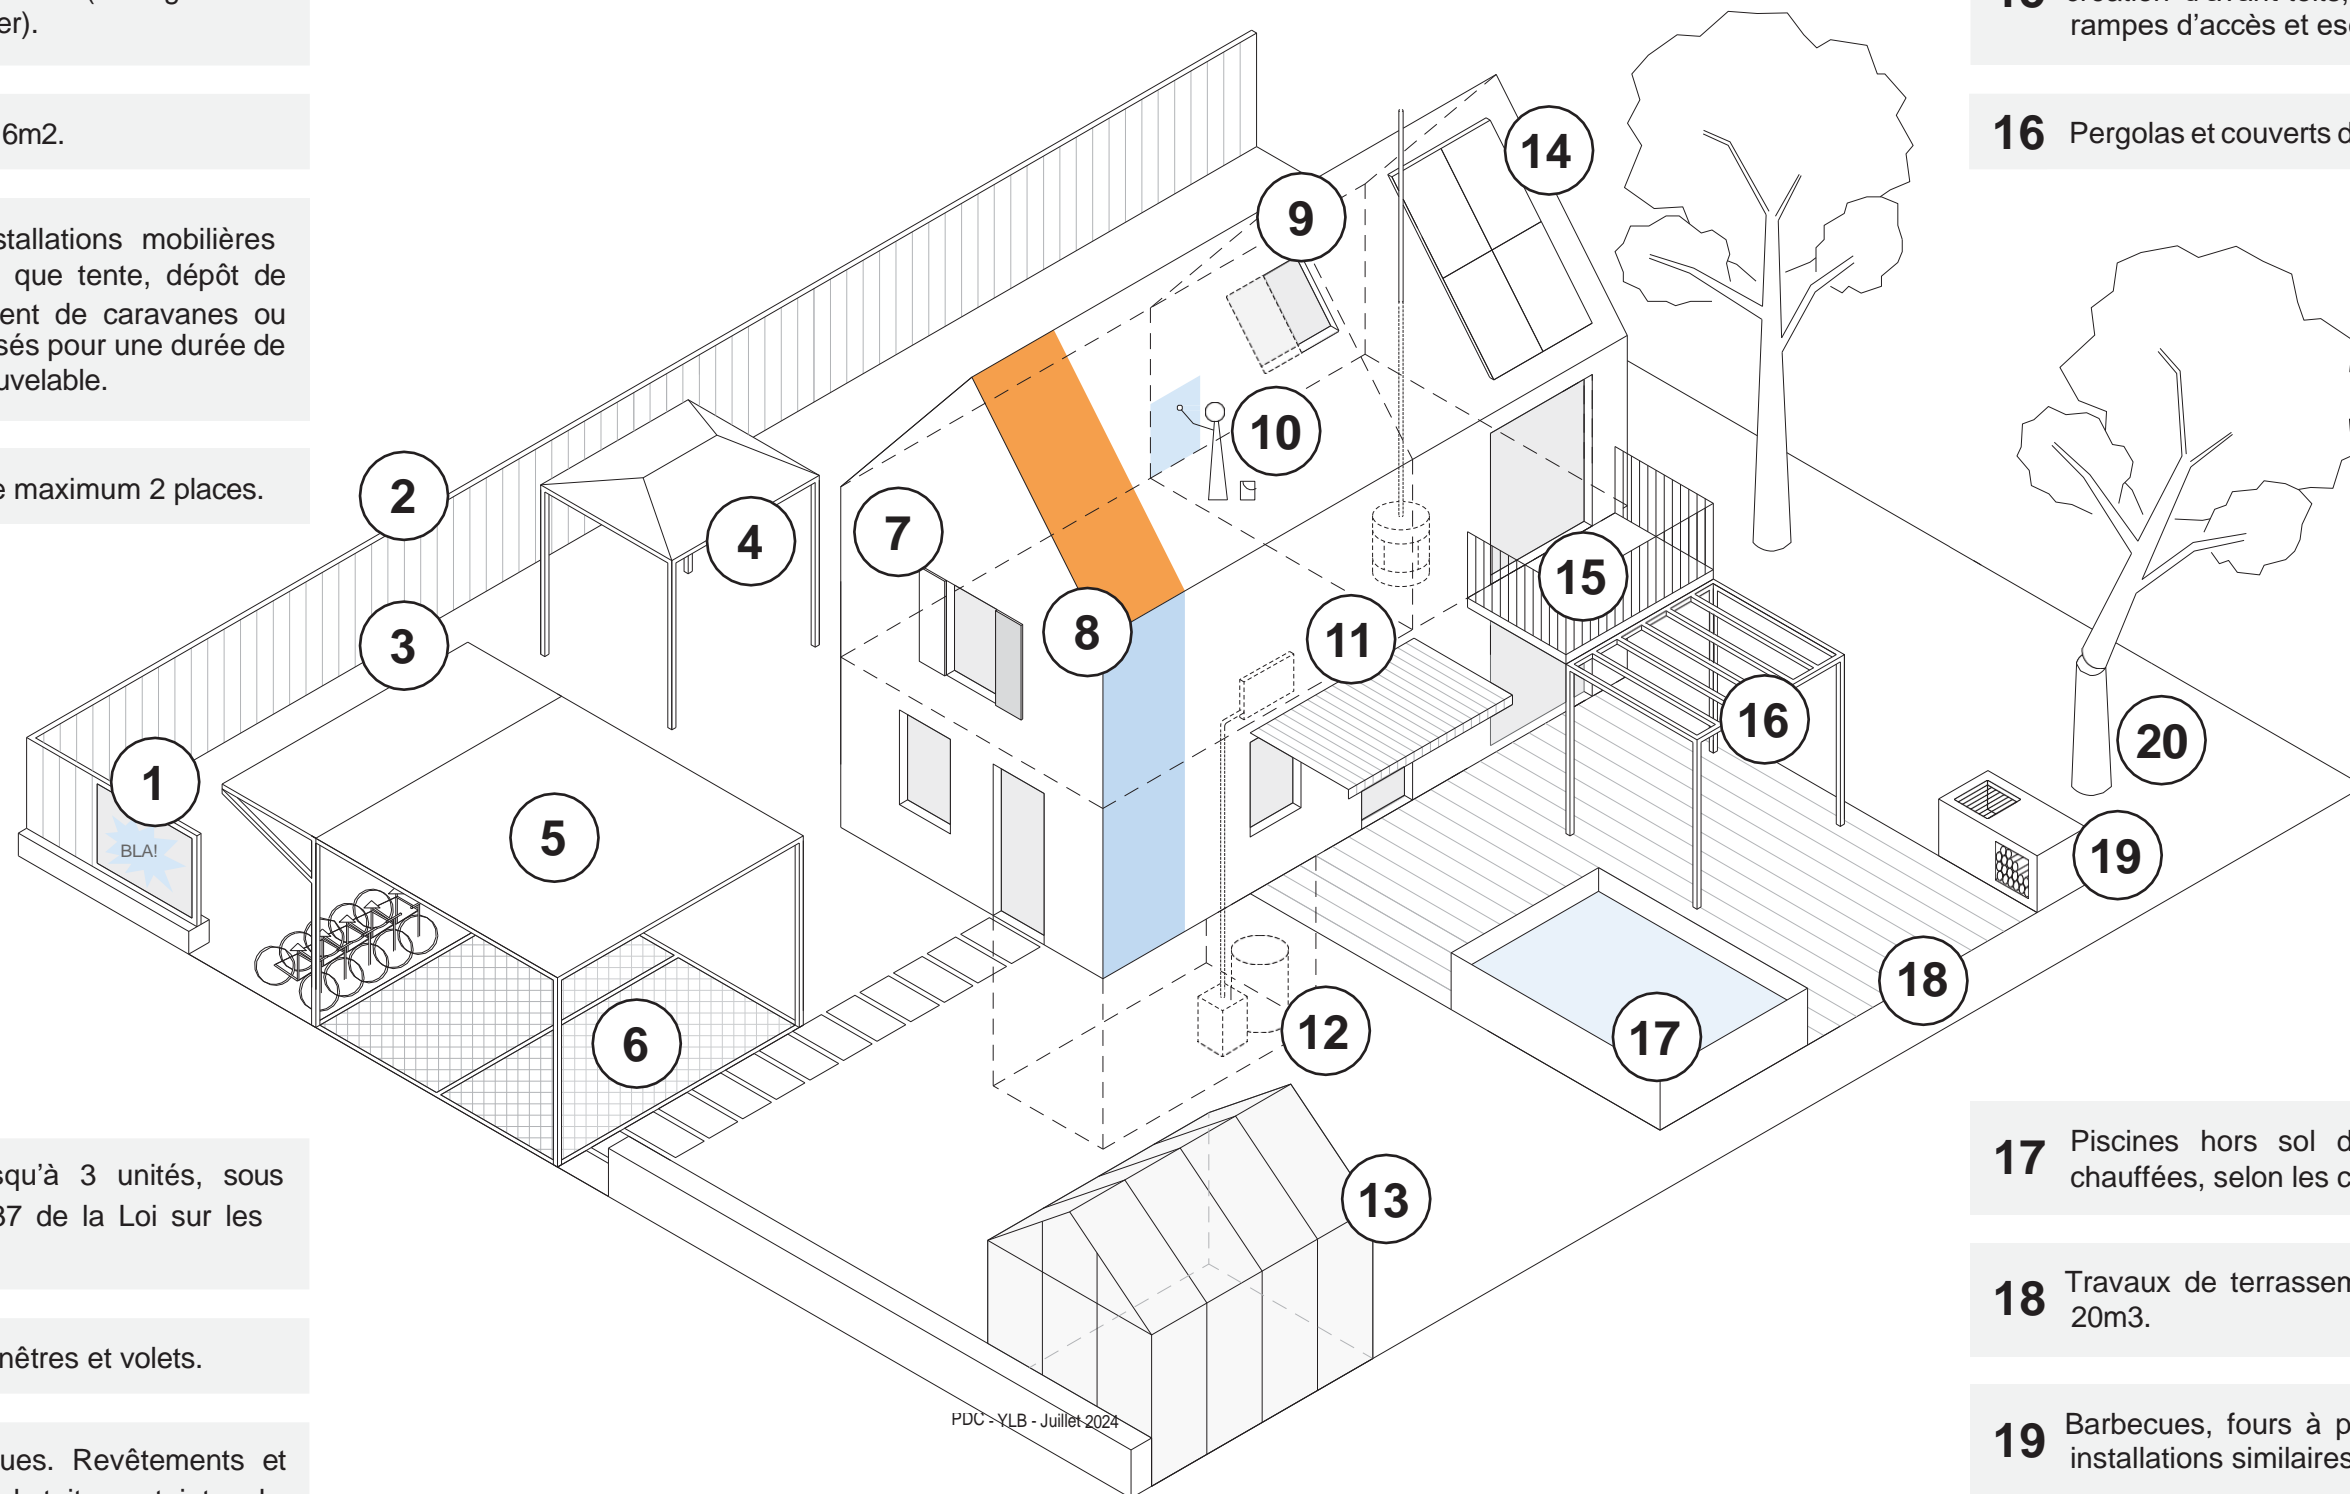 er).
6m2.
stallations mobilières
que tente, dépôt de
ent de caravanes ou
sés pour une durée de
uvelable.
e maximum 2 places.
squ'à 3 unités, sous
37 de la Loi sur les
nêtres et volets.
ues. Revêtements et
1
2
3
4
5
6
7
8
9
10
11
12
13
14
15
16
17
18
19
20
BLA!
PDC - YLB - Juillet 2024
rampes d'accès et es
16 Pergolas et couverts d
17 Piscines hors sol d
chauffées, selon les c
18 Travaux de terrassem
20m3.
19 Barbecues, fours à p
installations similaires